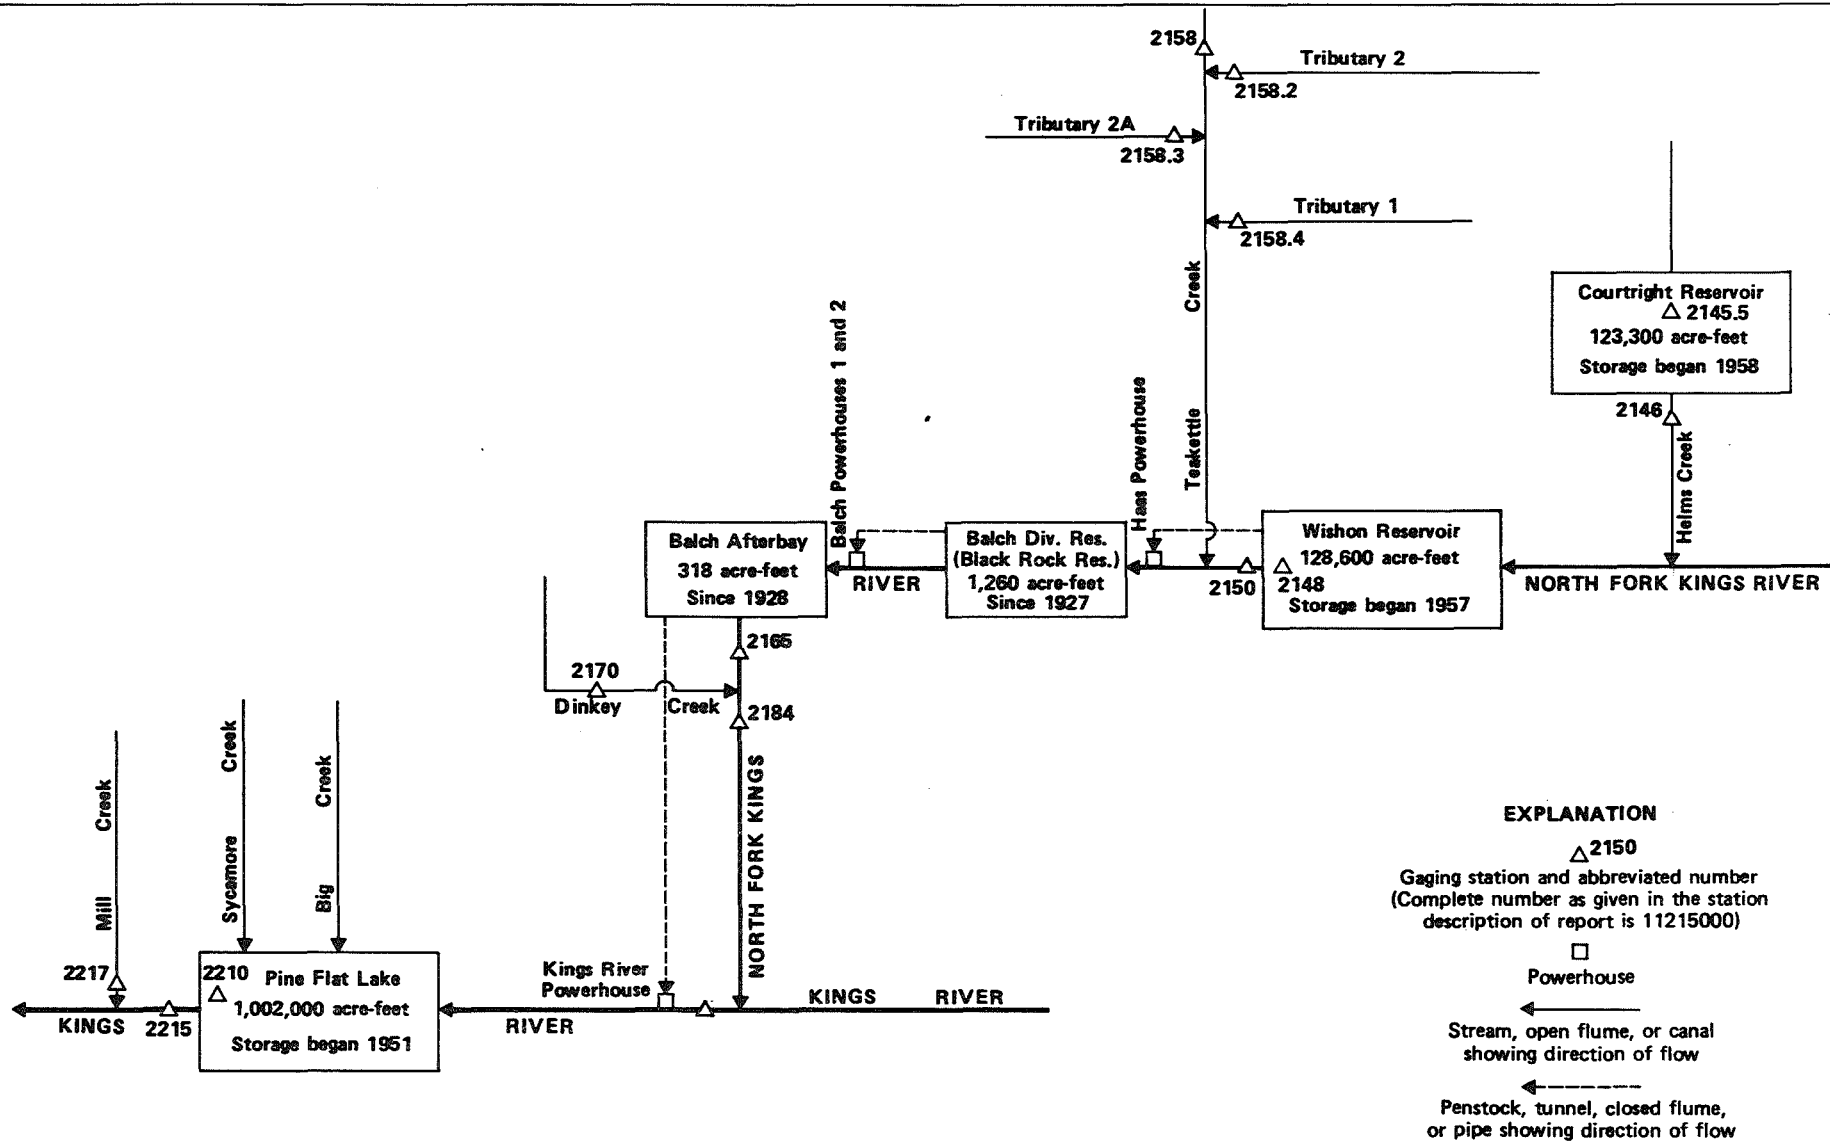 2158
Tributary 2
2158.2
Tributary 2A
2158.3
Tributary 1
2158.4
Teakettle Creek
Courtright Reservoir
2145.5
123,300 acre-feet
Storage began 1958
2146
Helms Creek
Balch Powerhouses 1 and 2
Haas Powerhouse
Wishon Reservoir
128,600 acre-feet
2148
Storage began 1957
2150
NORTH FORK KINGS RIVER
Balch Div. Res.
(Black Rock Res.)
1,260 acre-feet
Since 1927
RIVER
Balch Afterbay
318 acre-feet
Since 1928
2165
2170
Dinkey Creek
2184
NORTH FORK KINGS
Mill Creek
Sycamore Creek
Big Creek
2217
2210
Pine Flat Lake
1,002,000 acre-feet
Storage began 1951
Kings River
Powerhouse
KINGS RIVER
RIVER
KINGS
2215
EXPLANATION
2150
Gaging station and abbreviated number
(Complete number as given in the station
description of report is 11215000)
Powerhouse
Stream, open flume, or canal
showing direction of flow
Penstock, tunnel, closed flume,
or pipe showing direction of flow